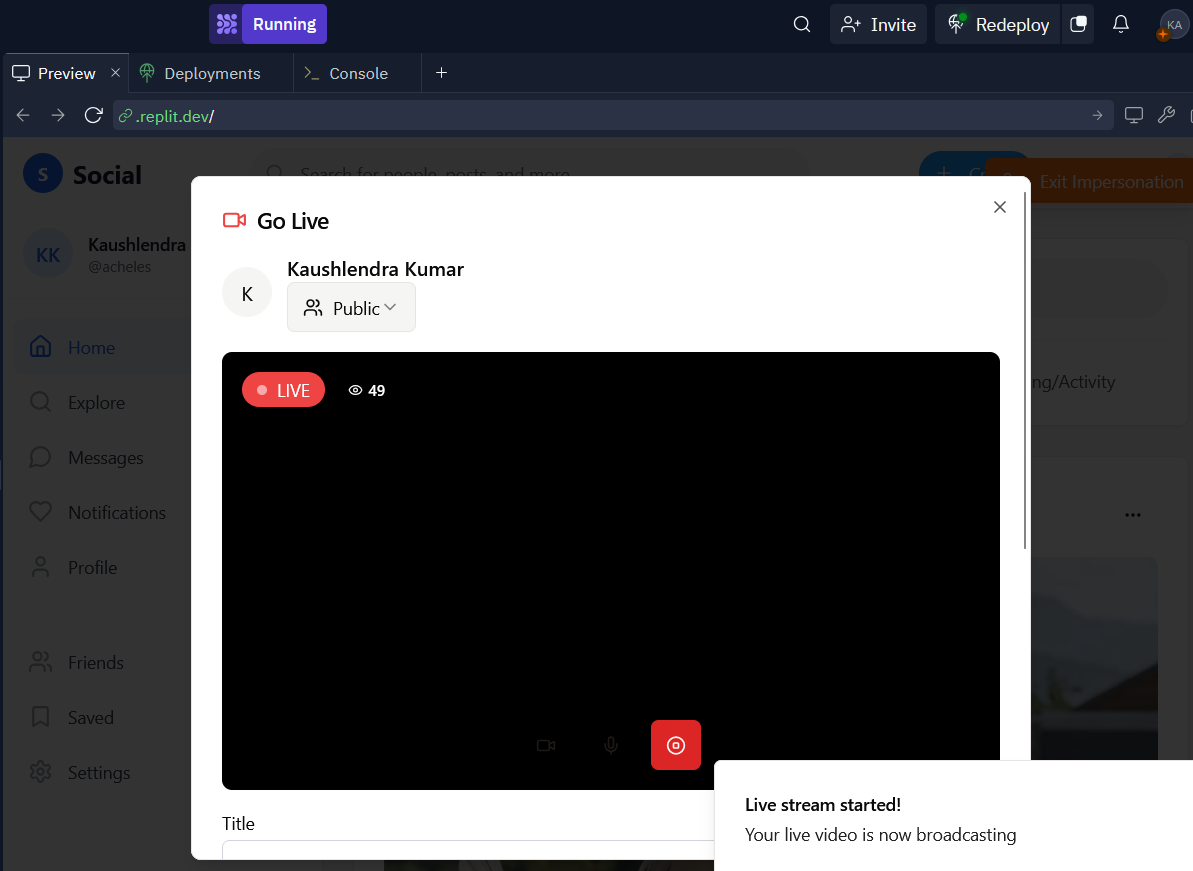 Running
Invite
Redeploy
KA
Preview
Deployments
Console
.replit.dev/
S
Social
Search for people, posts, and more
Exit Impersonation
Go Live
KK
Kaushlendra
@acheles
K
Kaushlendra Kumar
Public
Home
LIVE
49
ng/Activity
Explore
Messages
Notifications
Profile
Friends
Saved
Settings
Live stream started!
Your live video is now broadcasting
Title